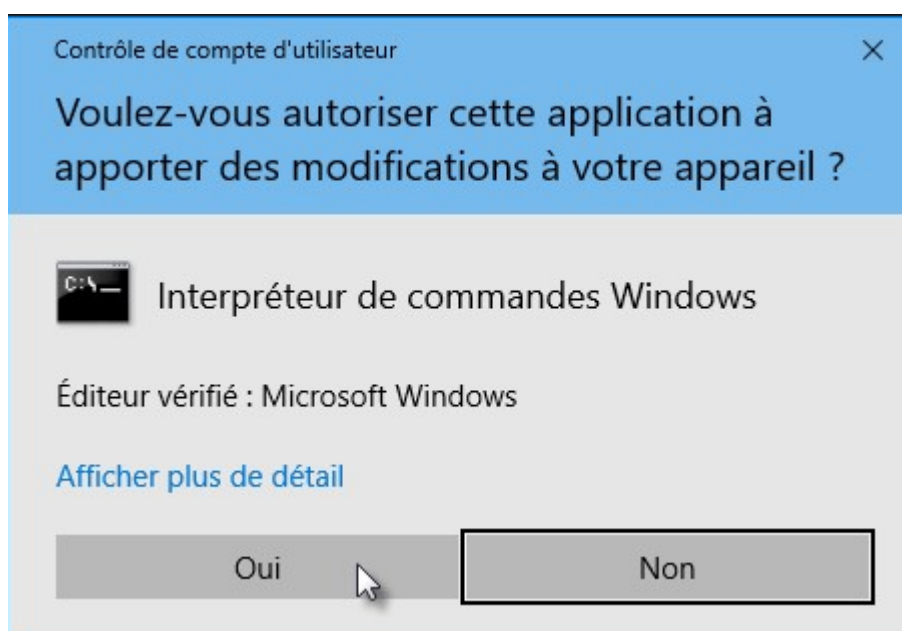 Contrôle de compte d'utilisateur
Voulez-vous autoriser cette application à
apporter des modifications à votre appareil ?
C:\_
Interpréteur de commandes Windows
Éditeur vérifié : Microsoft Windows
Afficher plus de détail
Oui
Non